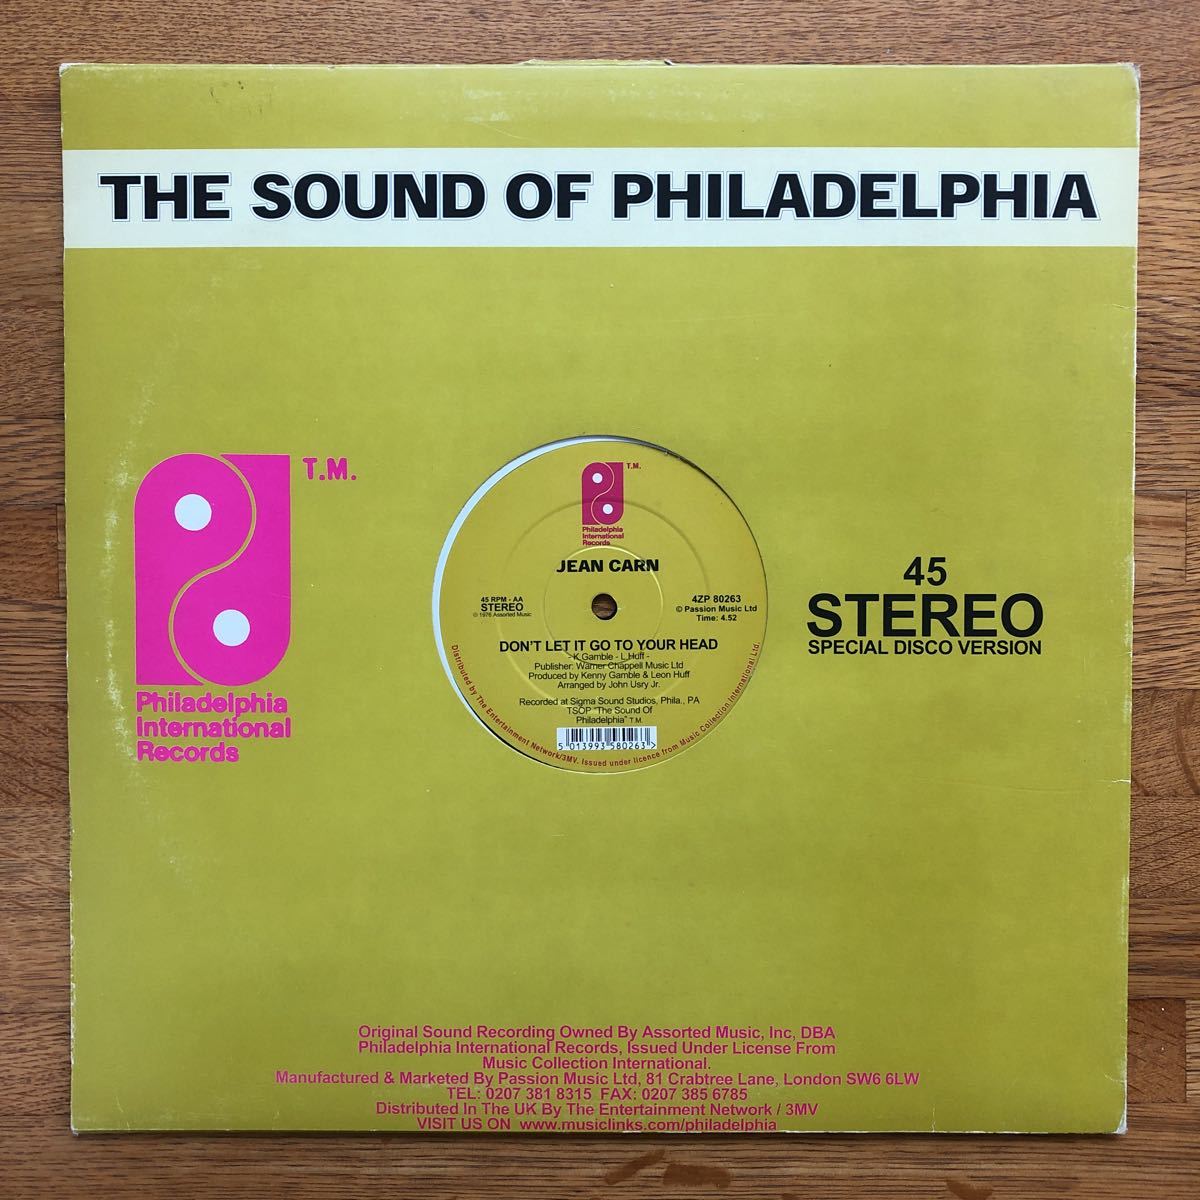 THE SOUND OF PHILADELPHIA
T.M.
Philadelphia
International
Records
T.M.
Philadelphia
International
Records
JEAN CARN
45 RPM - AA
STEREO
℗ 1976 Assorted Music
4ZP 80263
© Passion Music Ltd
Time: 4.52
DON'T LET IT GO TO YOUR HEAD
- K Gamble - L Huff -
Publisher: Warner Chappell Music Ltd
Produced by Kenny Gamble & Leon Huff
Arranged by John Usry Jr.
Recorded at Sigma Sound Studios, Phila., PA
TSOP "The Sound Of
Philadelphia" T.M.
5 013993 580263 >
Distributed by The Entertainment Network/3MV. Issued under licence from Music Collection International Ltd.
45
STEREO
SPECIAL DISCO VERSION
Original Sound Recording Owned By Assorted Music, Inc, DBA
Philadelphia International Records, Issued Under License From
Music Collection International.
Manufactured & Marketed By Passion Music Ltd, 81 Crabtree Lane, London SW6 6LW
TEL: 0207 381 8315 FAX: 0207 385 6785
Distributed In The UK By The Entertainment Network / 3MV
VISIT US ON www.musiclinks.com/philadelphia